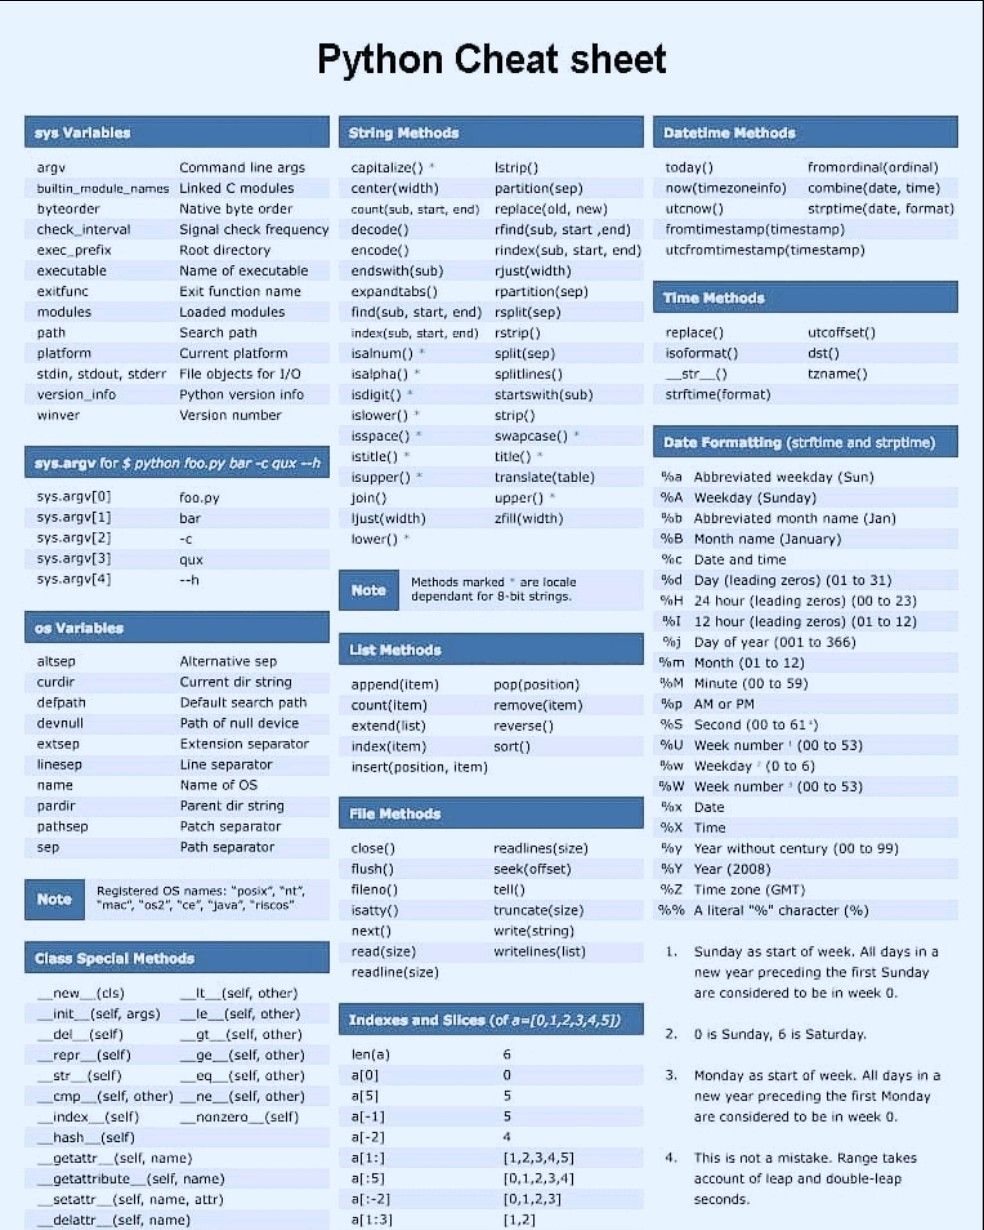 Python Cheat sheet
sys Variables
argv Command line args
builtin_module_names Linked C modules
byteorder Native byte order
check_interval Signal check frequency
exec_prefix Root directory
executable Name of executable
exitfunc Exit function name
modules Loaded modules
path Search path
platform Current platform
stdin, stdout, stderr File objects for I/O
version_info Python version info
winver Version number
sys.argv for $ python foo.py bar -c qux --h
sys.argv[0] foo.py
sys.argv[1] bar
sys.argv[2] -c
sys.argv[3] qux
sys.argv[4] --h
os Variables
altsep Alternative sep
curdir Current dir string
defpath Default search path
devnull Path of null device
extsep Extension separator
linesep Line separator
name Name of OS
pardir Parent dir string
pathsep Patch separator
sep Path separator
Note
Registered OS names: "posix", "nt",
"mac", "os2", "ce", "java", "riscos"
Class Special Methods
__new__(cls) __lt__(self, other)
__init__(self, args) __le__(self, other)
__del__(self) __gt__(self, other)
__repr__(self) __ge__(self, other)
__str__(self) __eq__(self, other)
__cmp__(self, other) __ne__(self, other)
__index__(self) __nonzero__(self)
__hash__(self)
__getattr__(self, name)
__getattribute__(self, name)
__setattr__(self, name, attr)
__delattr__(self, name)
String Methods
capitalize() * lstrip()
center(width) partition(sep)
count(sub, start, end) replace(old, new)
decode() rfind(sub, start ,end)
encode() rindex(sub, start, end)
endswith(sub) rjust(width)
expandtabs() rpartition(sep)
find(sub, start, end) rsplit(sep)
index(sub, start, end) rstrip()
isalnum() * split(sep)
isalpha() * splitlines()
isdigit() * startswith(sub)
islower() * strip()
isspace() * swapcase() *
istitle() * title() *
isupper() * translate(table)
join() upper() *
ljust(width) zfill(width)
lower() *
Note
Methods marked * are locale
dependant for 8-bit strings.
List Methods
append(item) pop(position)
count(item) remove(item)
extend(list) reverse()
index(item) sort()
insert(position, item)
File Methods
close() readlines(size)
flush() seek(offset)
fileno() tell()
isatty() truncate(size)
next() write(string)
read(size) writelines(list)
readline(size)
Indexes and Slices (of a=[0,1,2,3,4,5])
len(a) 6
a[0] 0
a[5] 5
a[-1] 5
a[-2] 4
a[1:] [1,2,3,4,5]
a[:5] [0,1,2,3,4]
a[:-2] [0,1,2,3]
a[1:3] [1,2]
Datetime Methods
today() fromordinal(ordinal)
now(timezoneinfo) combine(date, time)
utcnow() strptime(date, format)
fromtimestamp(timestamp)
utcfromtimestamp(timestamp)
Time Methods
replace() utcoffset()
isoformat() dst()
__str__() tzname()
strftime(format)
Date Formatting (strftime and strptime)
%a Abbreviated weekday (Sun)
%A Weekday (Sunday)
%b Abbreviated month name (Jan)
%B Month name (January)
%c Date and time
%d Day (leading zeros) (01 to 31)
%H 24 hour (leading zeros) (00 to 23)
%I 12 hour (leading zeros) (01 to 12)
%j Day of year (001 to 366)
%m Month (01 to 12)
%M Minute (00 to 59)
%p AM or PM
%S Second (00 to 61⁴)
%U Week number ¹ (00 to 53)
%w Weekday ² (0 to 6)
%W Week number ³ (00 to 53)
%x Date
%X Time
%y Year without century (00 to 99)
%Y Year (2008)
%Z Time zone (GMT)
%% A literal "%" character (%)
1. Sunday as start of week. All days in a
new year preceding the first Sunday
are considered to be in week 0.
2. 0 is Sunday, 6 is Saturday.
3. Monday as start of week. All days in a
new year preceding the first Monday
are considered to be in week 0.
4. This is not a mistake. Range takes
account of leap and double-leap
seconds.